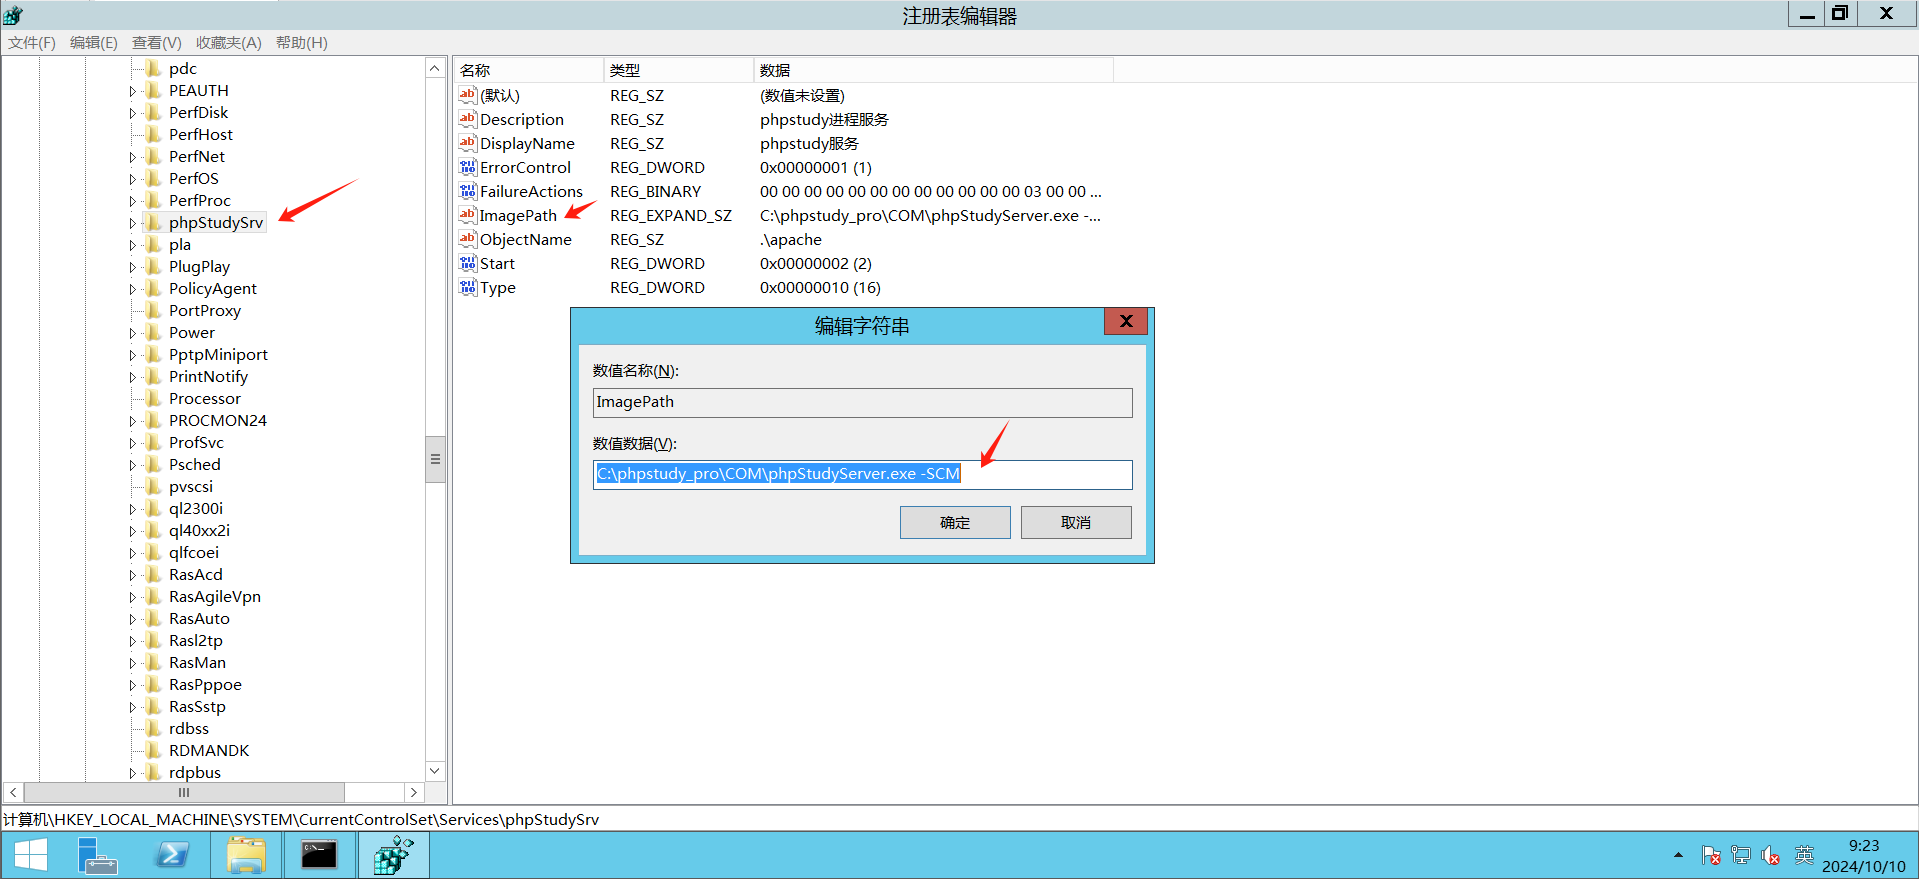 注册表编辑器
文件(F) 编辑(E) 查看(V) 收藏夹(A) 帮助(H)
pdc
PEAUTH
PerfDisk
PerfHost
PerfNet
PerfOS
PerfProc
phpStudySrv
pla
PlugPlay
PolicyAgent
PortProxy
Power
PptpMiniport
PrintNotify
Processor
PROCMON24
ProfSvc
Psched
pvscsi
ql2300i
ql40xx2i
qlfcoei
RasAcd
RasAgileVpn
RasAuto
Rasl2tp
RasMan
RasPppoe
RasSstp
rdbss
RDMANDK
rdpbus
名称 类型 数据
(默认) REG_SZ (数值未设置)
Description REG_SZ phpstudy进程服务
DisplayName REG_SZ phpstudy服务
ErrorControl REG_DWORD 0x00000001 (1)
FailureActions REG_BINARY 00 00 00 00 00 00 00 00 00 00 00 00 03 00 00 ...
ImagePath REG_EXPAND_SZ C:\phpstudy_pro\COM\phpStudyServer.exe -...
ObjectName REG_SZ .\apache
Start REG_DWORD 0x00000002 (2)
Type REG_DWORD 0x00000010 (16)
编辑字符串
数值名称(N):
ImagePath
数值数据(V):
C:\phpstudy_pro\COM\phpStudyServer.exe -SCM
确定 取消
计算机\HKEY_LOCAL_MACHINE\SYSTEM\CurrentControlSet\Services\phpStudySrv
英
9:23
2024/10/10